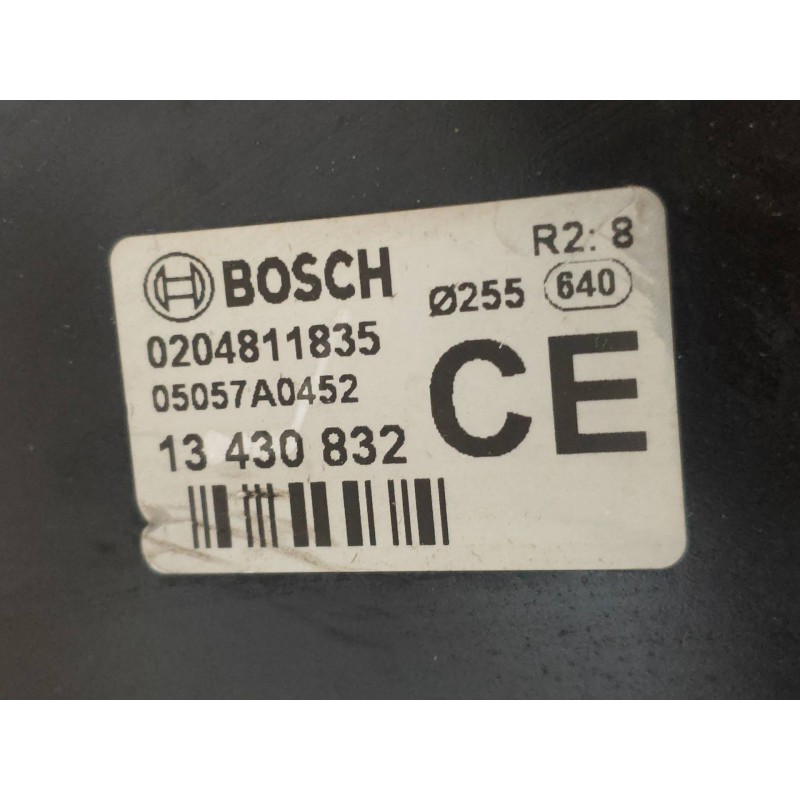 BOSCH
R2: 8
Ø255 640
0204811835
05057A0452
13 430 832
CE